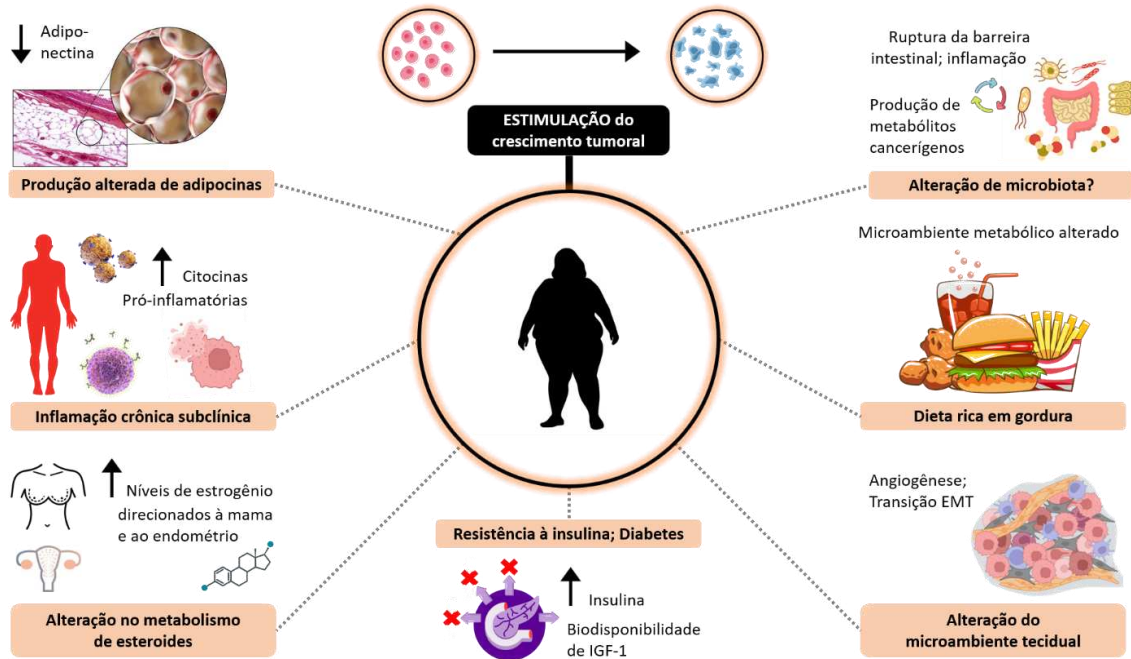 Adipo-
nectina
Produção alterada de adipocinas
Citocinas
Pró-inflamatórias
Inflamação crônica subclínica
Níveis de estrogênio
direcionados à mama
e ao endométrio
Alteração no metabolismo
de esteroides
ESTIMULAÇÃO do
crescimento tumoral
Resistência à insulina; Diabetes
Insulina
Biodisponibilidade
de IGF-1
Ruptura da barreira
intestinal; inflamação
Produção de
metabólitos
cancerígenos
Alteração de microbiota?
Microambiente metabólico alterado
Dieta rica em gordura
Angiogênese;
Transição EMT
Alteração do
microambiente tecidual